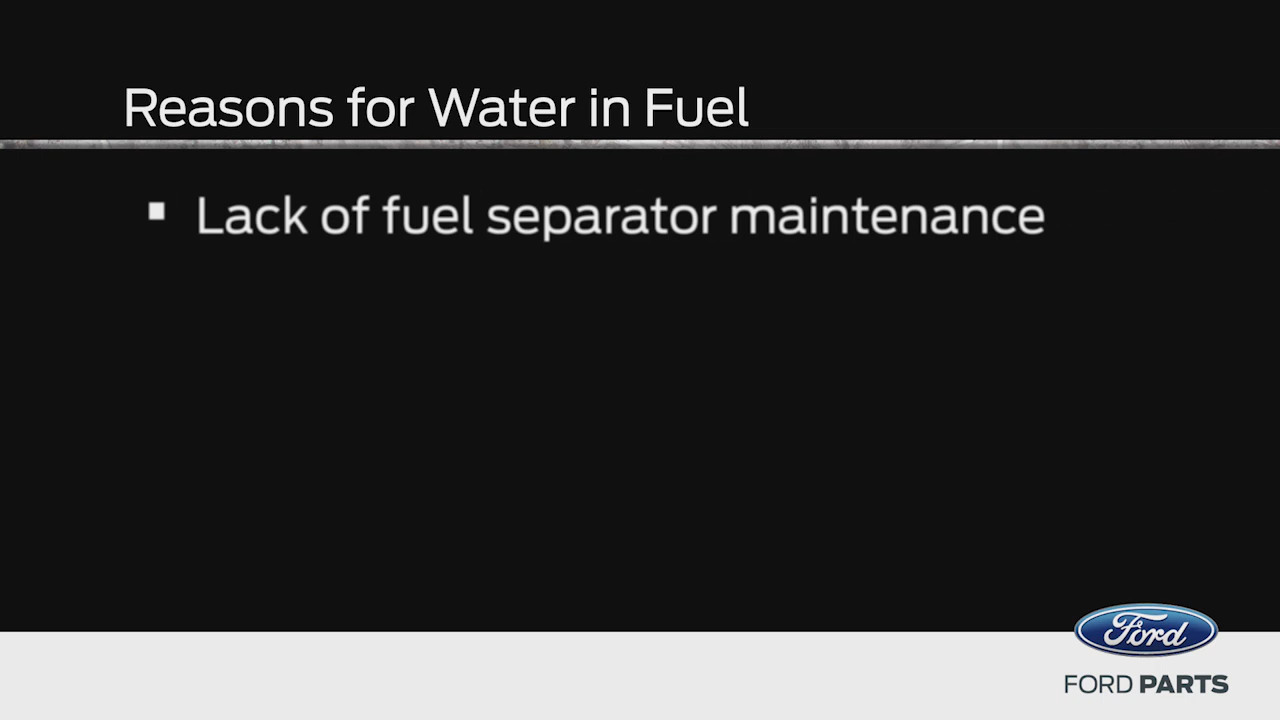 Reasons for Water in Fuel
▪ Lack of fuel separator maintenance
Ford
FORD PARTS